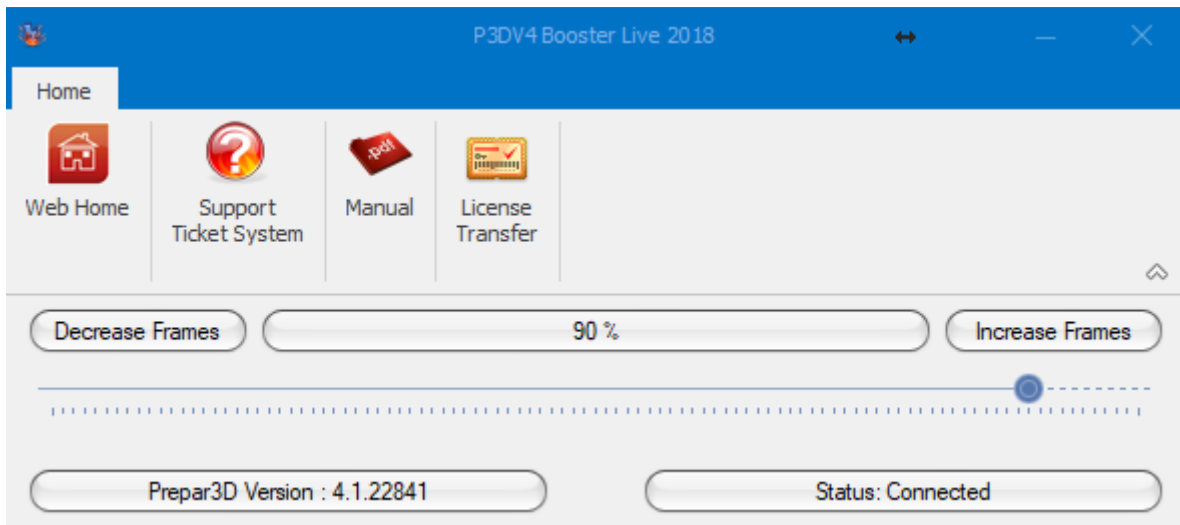 P3DV4 Booster Live 2018
Home
Web Home
Support
Ticket System
.pdf
Manual
License
Transfer
Decrease Frames
90 %
Increase Frames
Prepar3D Version : 4.1.22841
Status: Connected